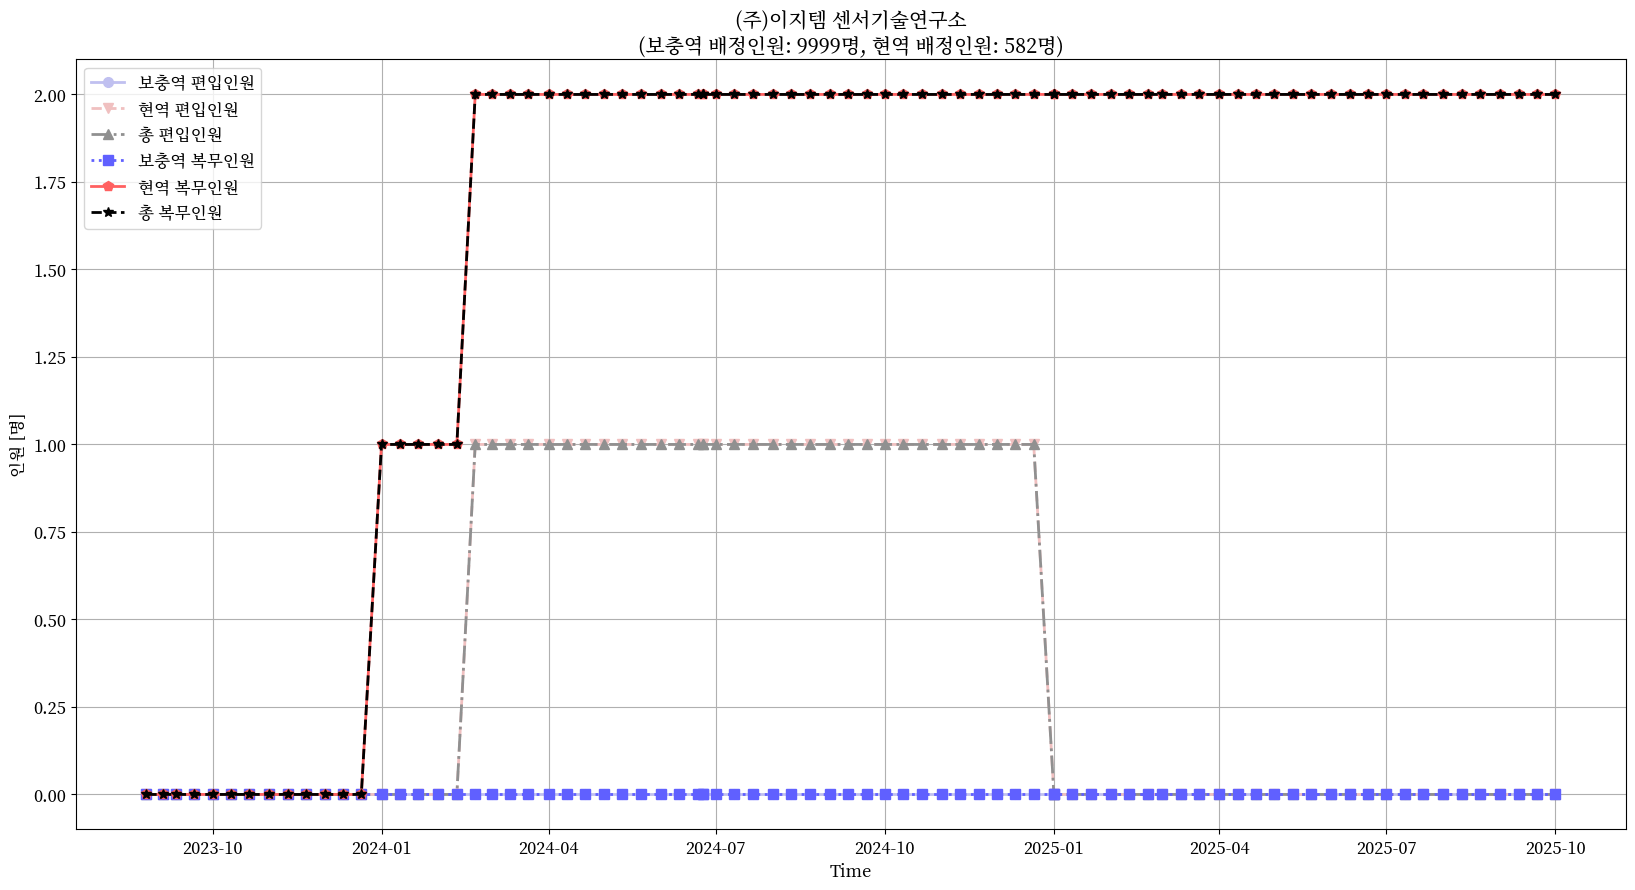 (주)이지템 센서기술연구소
(보충역 배정인원: 9999명, 현역 배정인원: 582명)
보충역 편입인원
현역 편입인원
총 편입인원
보충역 복무인원
현역 복무인원
총 복무인원
2.00
1.75
1.50
1.25
1.00
0.75
0.50
0.25
0.00
인원 [명]
2023-10
2024-01
2024-04
2024-07
2024-10
2025-01
2025-04
2025-07
2025-10
Time